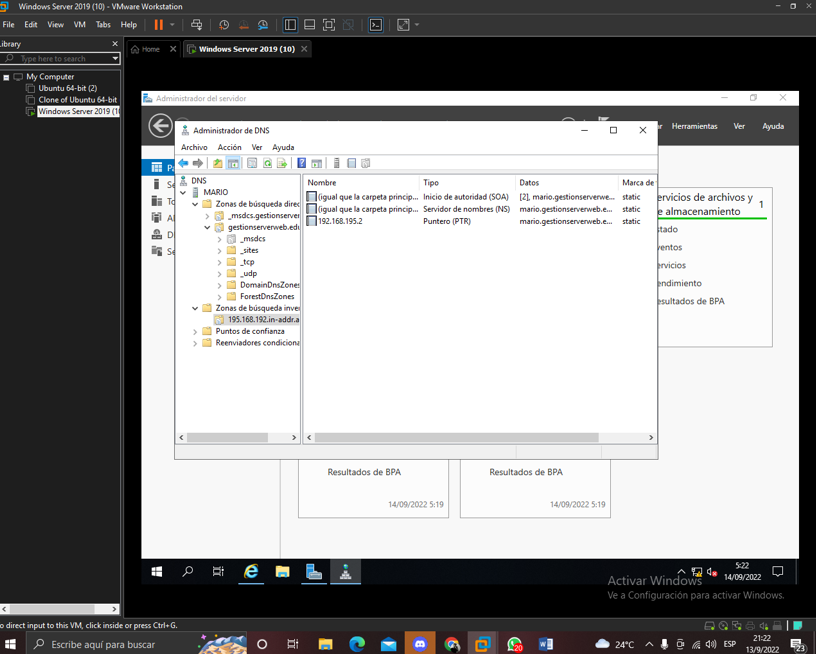 Server 2019 (10) - VMware Workstation
File Edit View VM Tabs Help
Library
Type here to search
Home
Windows Server 2019 (10)
My Computer
Ubuntu 64-bit (2)
Clone of Ubuntu 64-bit
Windows Server 2019 (10
Administrador del servidor
Herramientas Ver Ayuda
Administrador de DNS
Archivo Acción Ver Ayuda
DNS
MARIO
Zonas de búsqueda direc
_msdcs.gestionserver
gestionserverweb.edu
_msdcs
_sites
_tcp
_udp
DomainDnsZones
ForestDnsZones
Zonas de búsqueda inver
195.168.192.in-addr.a
Puntos de confianza
Reenviadores condiciona
Nombre Tipo Datos Marca de
(igual que la carpeta princip... Inicio de autoridad (SOA) [2], mario.gestionserverwe... static
(igual que la carpeta princip... Servidor de nombres (NS) mario.gestionserverweb.e... static
192.168.195.2 Puntero (PTR) mario.gestionserverweb.e... static
ervicios de archivos y 1
e almacenamiento
stado
ventos
ervicios
endimiento
esultados de BPA
Resultados de BPA
14/09/2022 5:19
Resultados de BPA
14/09/2022 5:19
Activar Windows
Ve a Configuración para activar Windows.
5:22
14/09/2022
o direct input to this VM, click inside or press Ctrl+G.
Escribe aquí para buscar
20
24°C
ESP
21:22
13/9/2022
23